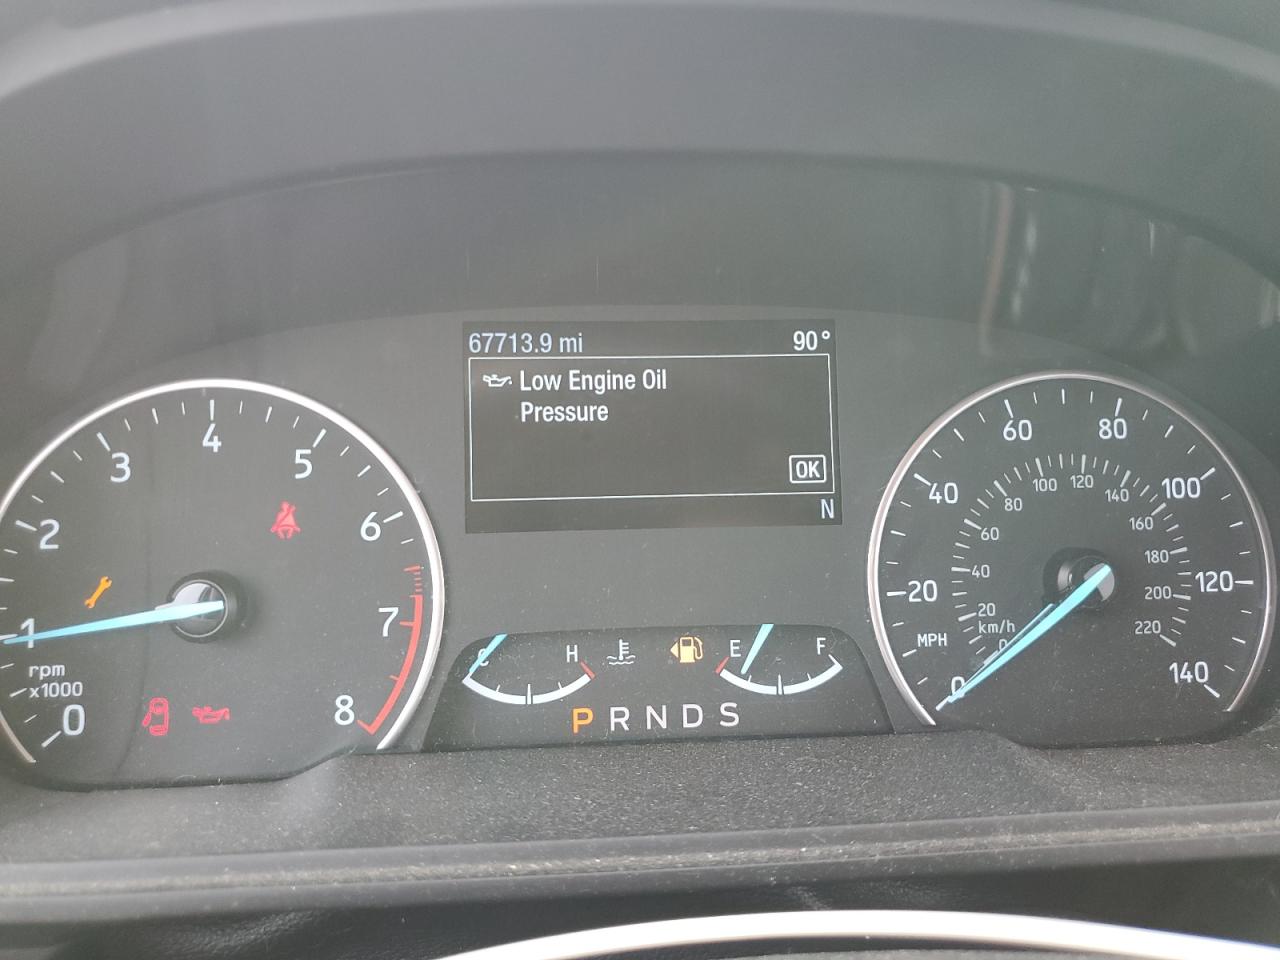 67713.9 mi 90°
Low Engine Oil
Pressure
OK
N
0 1 2 3 4 5 6 7 8
rpm
x1000
C H E F
P R N D S
0 20 40 60 80 100 120 140
MPH
0 20 40 60 80 100 120 140 160 180 200 220
km/h